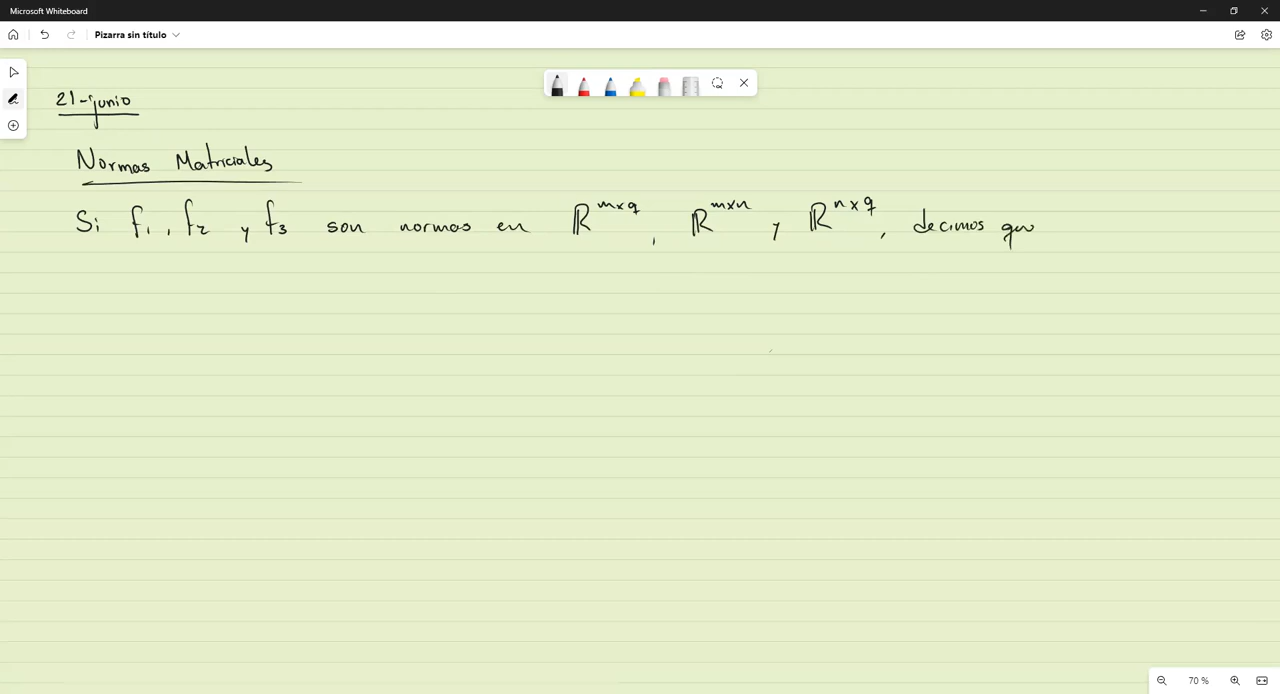 Microsoft Whiteboard
Pizarra sin título
21-junio
Normas Matriciales
Si f₁, f₂ y f₃ son normas en ℝ^{m×q}, ℝ^{m×n} y ℝ^{n×q}, decimos que
70 %